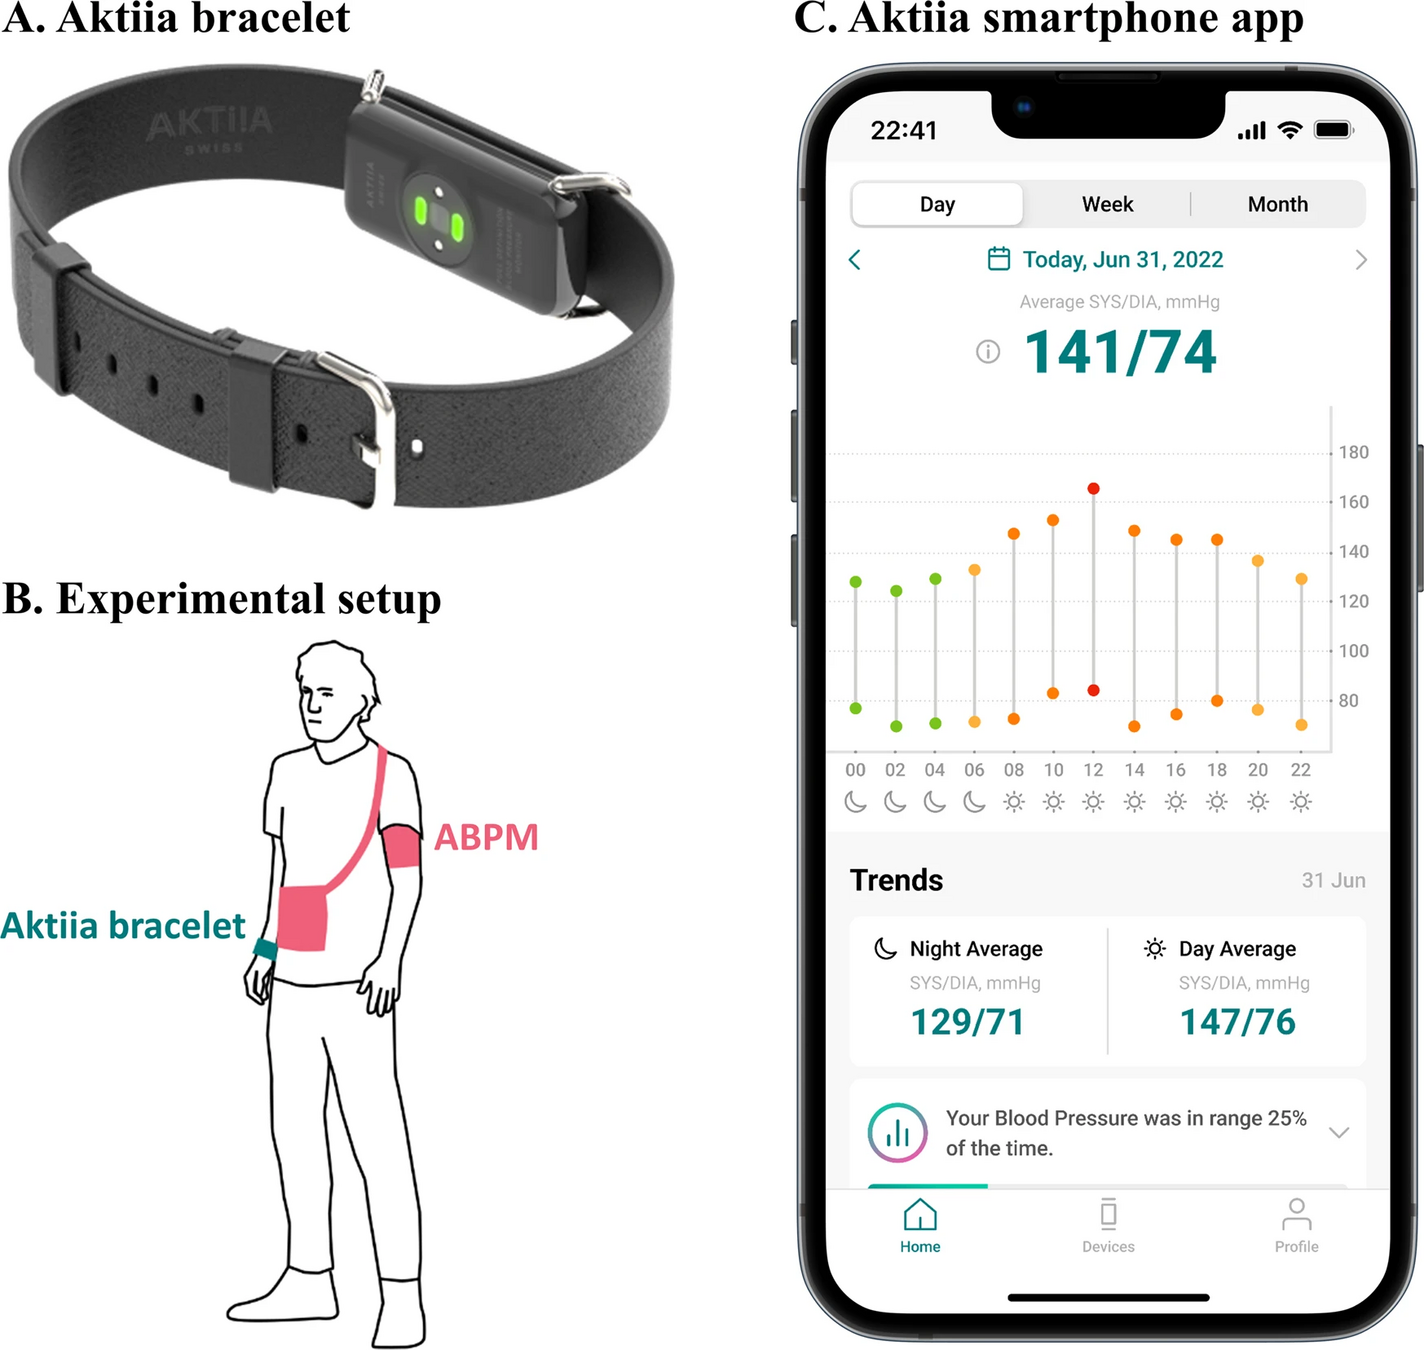 A. Aktiia bracelet
AKTiiA
SWISS
AKTIIA
SWISS
B. Experimental setup
ABPM
Aktiia bracelet
C. Aktiia smartphone app
22:41
Day Week Month
Today, Jun 31, 2022
Average SYS/DIA, mmHg
141/74
180
160
140
120
100
80
00 02 04 06 08 10 12 14 16 18 20 22
Trends 31 Jun
Night Average Day Average
SYS/DIA, mmHg SYS/DIA, mmHg
129/71 147/76
Your Blood Pressure was in range 25%
of the time.
Home Devices Profile